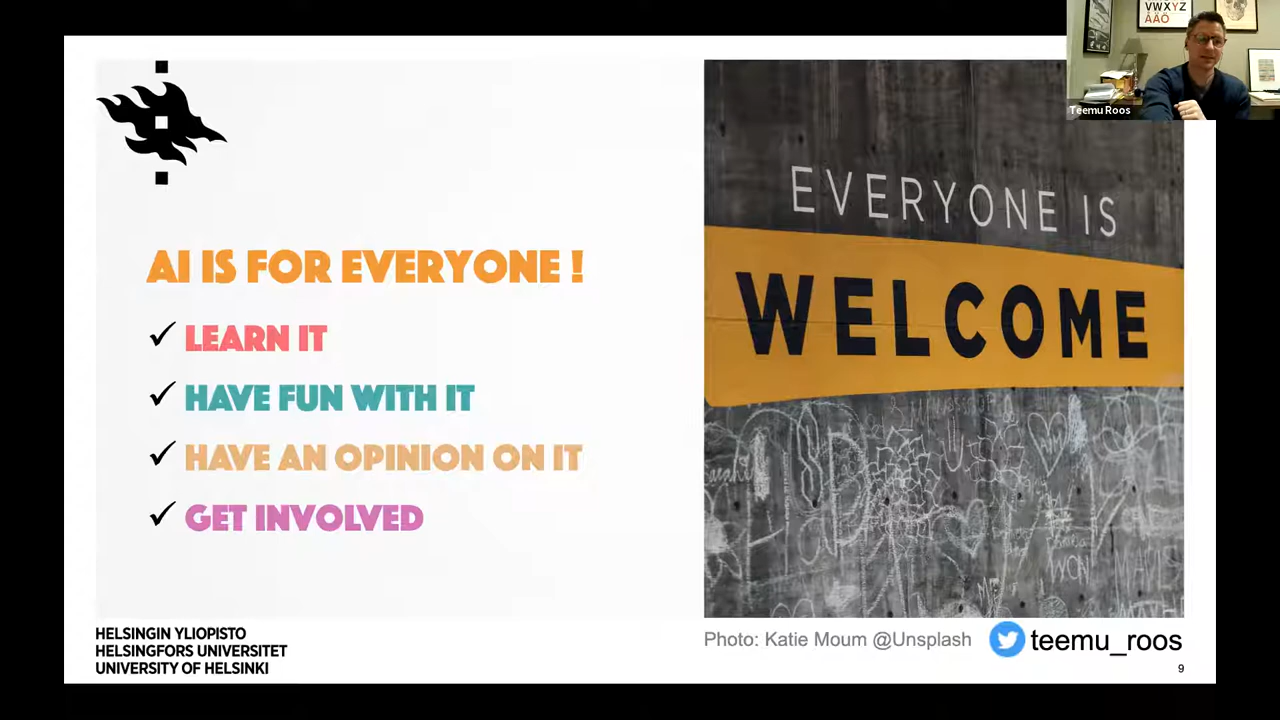 VWXYZ
ÅÄÖ
Teemu Roos
AI IS FOR EVERYONE !
✓ LEARN IT
✓ HAVE FUN WITH IT
✓ HAVE AN OPINION ON IT
✓ GET INVOLVED
EVERYONE IS
WELCOME
WON
HELSINGIN YLIOPISTO
HELSINGFORS UNIVERSITET
UNIVERSITY OF HELSINKI
Photo: Katie Moum @Unsplash
teemu_roos
9